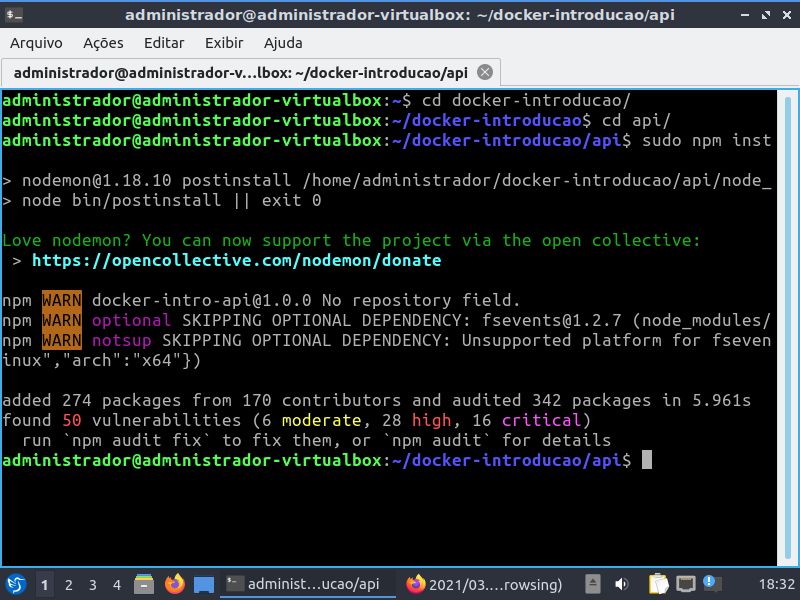 administrador@administrador-virtualbox: ~/docker-introducao/api
Arquivo Ações Editar Exibir Ajuda
administrador@administrador-v...lbox: ~/docker-introducao/api
administrador@administrador-virtualbox:~$ cd docker-introducao/
administrador@administrador-virtualbox:~/docker-introducao$ cd api/
administrador@administrador-virtualbox:~/docker-introducao/api$ sudo npm inst
> nodemon@1.18.10 postinstall /home/administrador/docker-introducao/api/node_
> node bin/postinstall || exit 0
Love nodemon? You can now support the project via the open collective:
> https://opencollective.com/nodemon/donate
npm WARN docker-intro-api@1.0.0 No repository field.
npm WARN optional SKIPPING OPTIONAL DEPENDENCY: fsevents@1.2.7 (node_modules/
npm WARN notsup SKIPPING OPTIONAL DEPENDENCY: Unsupported platform for fseven
inux","arch":"x64"})
added 274 packages from 170 contributors and audited 342 packages in 5.961s
found 50 vulnerabilities (6 moderate, 28 high, 16 critical)
run `npm audit fix` to fix them, or `npm audit` for details
administrador@administrador-virtualbox:~/docker-introducao/api$
1 2 3 4 administ...ucao/api 2021/03....rowsing) 18:32